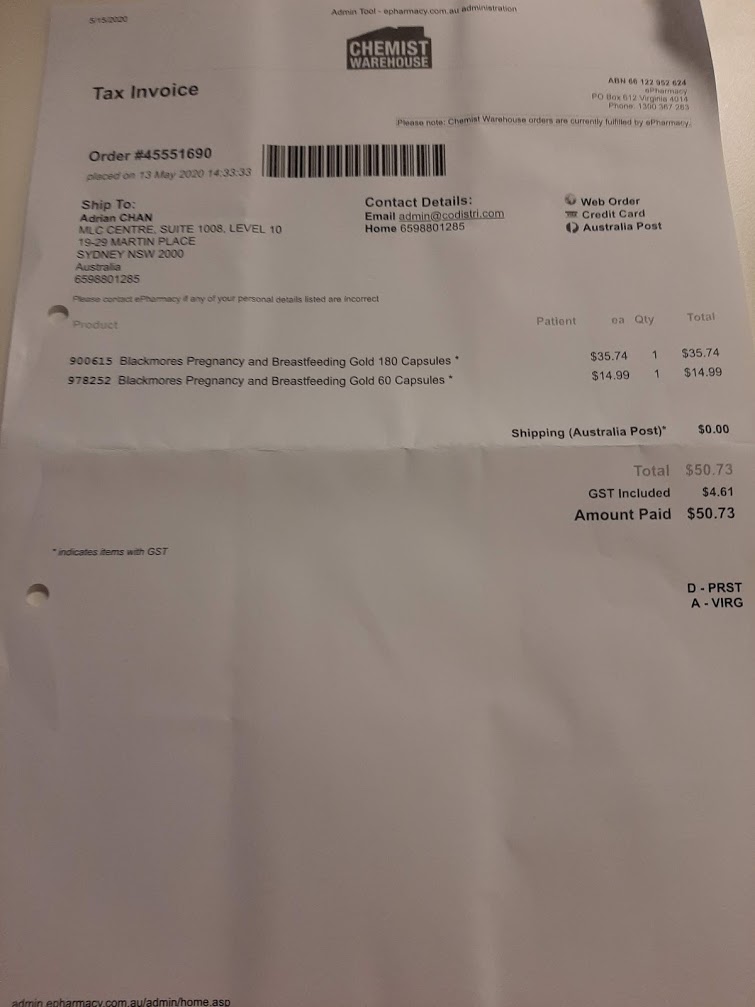 5/15/2020
Admin Tool - epharmacy.com.au administration
CHEMIST
WAREHOUSE
Tax Invoice
ABN 66 122 952 624
ePharmacy
PO Box 612 Virginia 4014
Phone: 1300 367 283
Please note: Chemist Warehouse orders are currently fulfilled by ePharmacy.
Order #45551690
placed on 13 May 2020 14:33:33
Ship To:
Adrian CHAN
MLC CENTRE, SUITE 1008, LEVEL 10
19-29 MARTIN PLACE
SYDNEY NSW 2000
Australia
6598801285
Contact Details:
Email admin@codistri.com
Home 6598801285
Web Order
Credit Card
Australia Post
Please contact ePharmacy if any of your personal details listed are incorrect
Product Patient ea Qty Total
900615 Blackmores Pregnancy and Breastfeeding Gold 180 Capsules * $35.74 1 $35.74
978252 Blackmores Pregnancy and Breastfeeding Gold 60 Capsules * $14.99 1 $14.99
Shipping (Australia Post)* $0.00
Total $50.73
GST Included $4.61
Amount Paid $50.73
* indicates items with GST
D - PRST
A - VIRG
admin.epharmacy.com.au/admin/home.asp